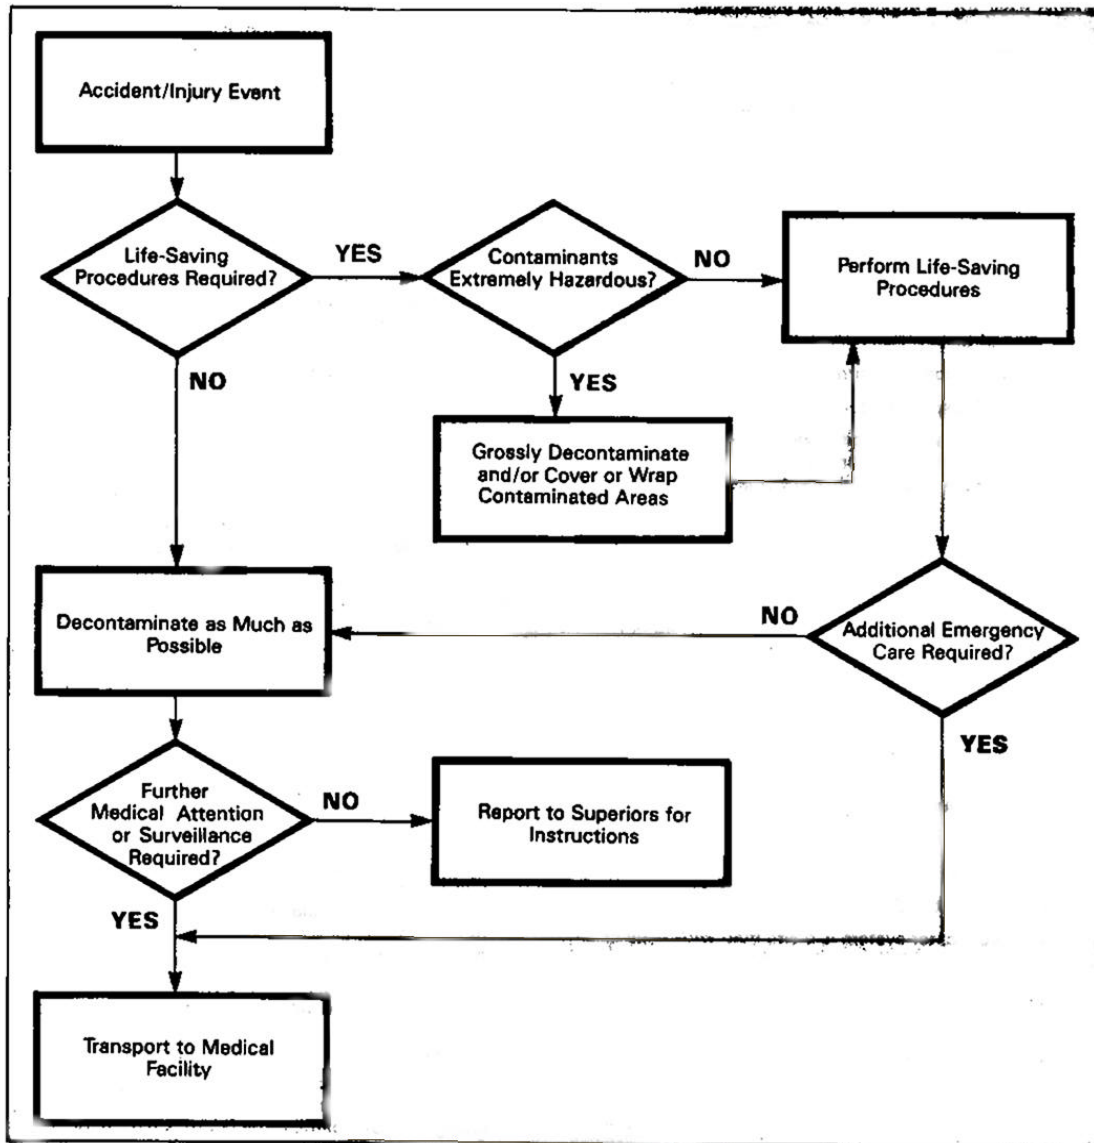 Accident/Injury Event
Life-Saving
Procedures Required?
YES
Contaminants
Extremely Hazardous?
NO
Perform Life-Saving
Procedures
NO
YES
Grossly Decontaminate
and/or Cover or Wrap
Contaminated Areas
Decontaminate as Much as
Possible
NO
Additional Emergency
Care Required?
YES
Further
Medical Attention
or Surveillance
Required?
NO
Report to Superiors for
Instructions
YES
Transport to Medical
Facility